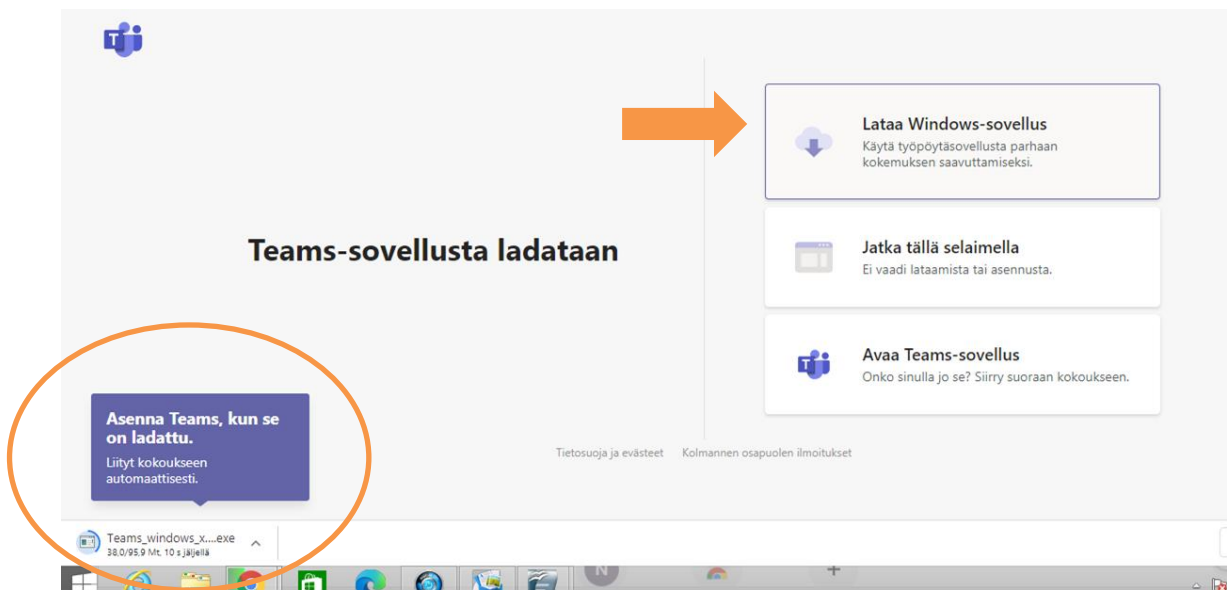 Lataa Windows-sovellus
Käytä työpöytäsovellusta parhaan
kokemuksen saavuttamiseksi.
Teams-sovellusta ladataan
Jatka tällä selaimella
Ei vaadi lataamista tai asennusta.
Avaa Teams-sovellus
Onko sinulla jo se? Siirry suoraan kokoukseen.
Asenna Teams, kun se
on ladattu.
Liityt kokoukseen
automaattisesti.
Tietosuoja ja evästeet Kolmannen osapuolen ilmoitukset
Teams_windows_x....exe
38,0/95,9 Mt, 10 s jäljellä
N